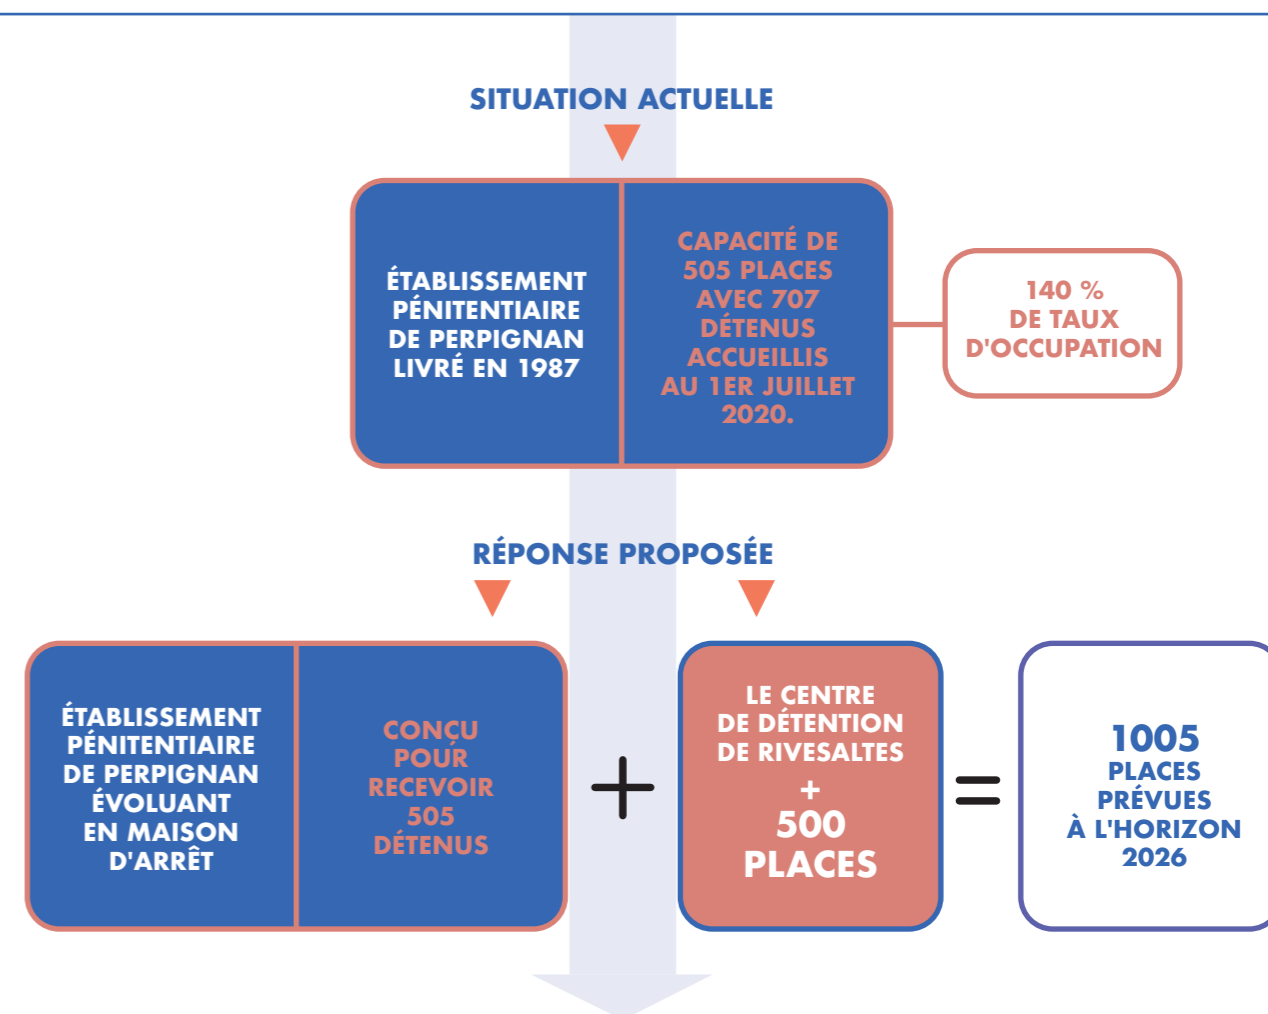 SITUATION ACTUELLE
ÉTABLISSEMENT
PÉNITENTIAIRE
DE PERPIGNAN
LIVRÉ EN 1987
CAPACITÉ DE
505 PLACES
AVEC 707
DÉTENUS
ACCUEILLIS
AU 1ER JUILLET
2020.
140 %
DE TAUX
D'OCCUPATION
RÉPONSE PROPOSÉE
ÉTABLISSEMENT
PÉNITENTIAIRE
DE PERPIGNAN
ÉVOLUANT
EN MAISON
D'ARRÊT
CONÇU
POUR
RECEVOIR
505
DÉTENUS
+
LE CENTRE
DE DÉTENTION
DE RIVESALTES
+
500
PLACES
=
1005
PLACES
PRÉVUES
À L'HORIZON
2026